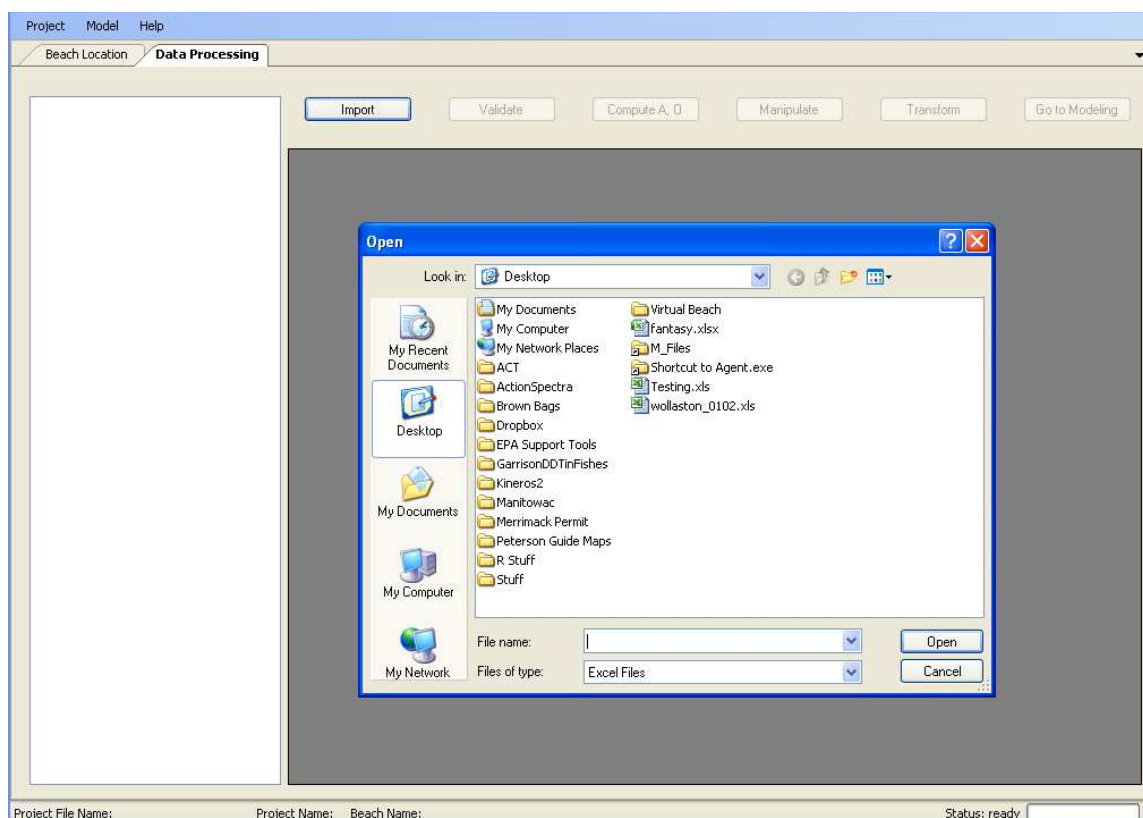 Project Model Help
Beach Location Data Processing
Import Validate Compute A, O Manipulate Transform Go to Modeling
Open
Look in: Desktop
My Recent Documents
Desktop
My Documents
My Computer
My Network
My Documents
My Computer
My Network Places
ACT
ActionSpectra
Brown Bags
Dropbox
EPA Support Tools
GarrisonDDTinFishes
Kineros2
Manitowac
Merrimack Permit
Peterson Guide Maps
R Stuff
Stuff
Virtual Beach
fantasy.xlsx
M_Files
Shortcut to Agent.exe
Testing.xls
wollaston_0102.xls
File name: Open
Files of type: Excel Files Cancel
Project File Name: Project Name: Beach Name: Status: ready